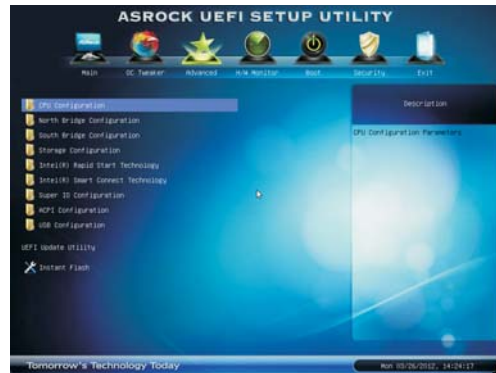 ASROCK UEFI SETUP UTILITY
Main OC Tweaker Advanced H/W Monitor Boot Security Exit
CPU Configuration
North Bridge Configuration
South Bridge Configuration
Storage Configuration
Intel(R) Rapid Start Technology
Intel(R) Smart Connect Technology
Super IO Configuration
ACPI Configuration
USB Configuration
UEFI Update Utility
Instant Flash
Description
CPU Configuration Parameters
Tomorrow's Technology Today
Mon 03/26/2012, 14:24:17